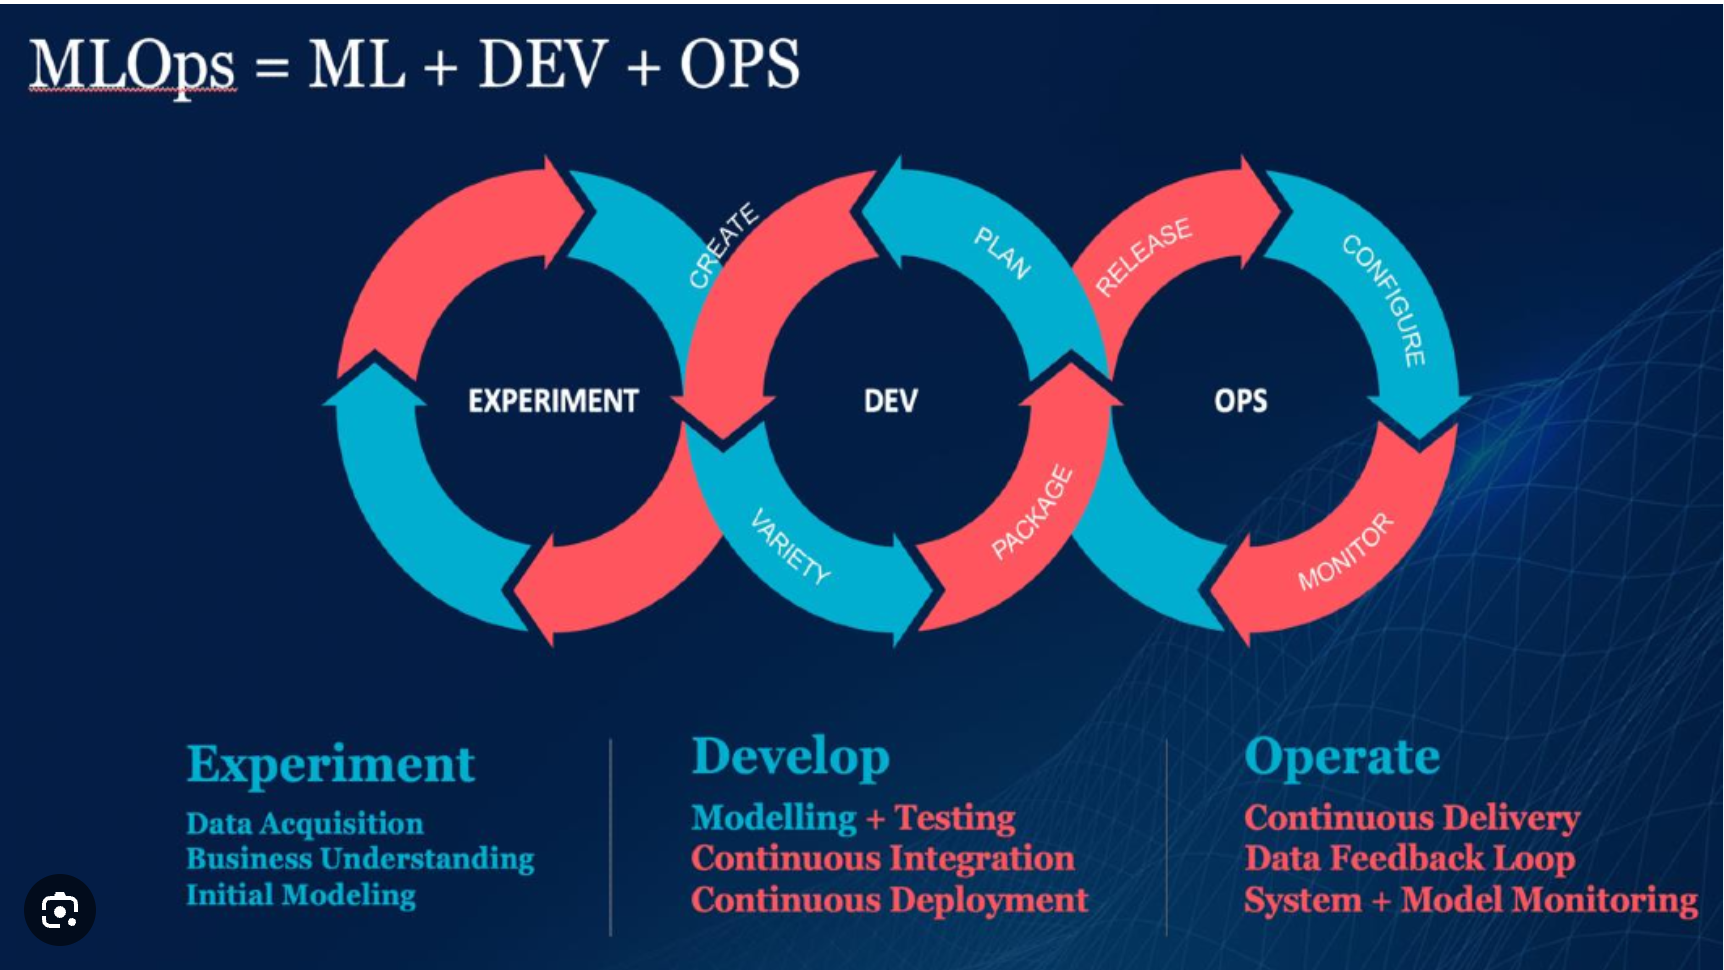 MLOps = ML + DEV + OPS
CREATE
PLAN
RELEASE
CONFIGURE
EXPERIMENT
DEV
OPS
VARIETY
PACKAGE
MONITOR
Experiment
Data Acquisition
Business Understanding
Initial Modeling
Develop
Modelling + Testing
Continuous Integration
Continuous Deployment
Operate
Continuous Delivery
Data Feedback Loop
System + Model Monitoring